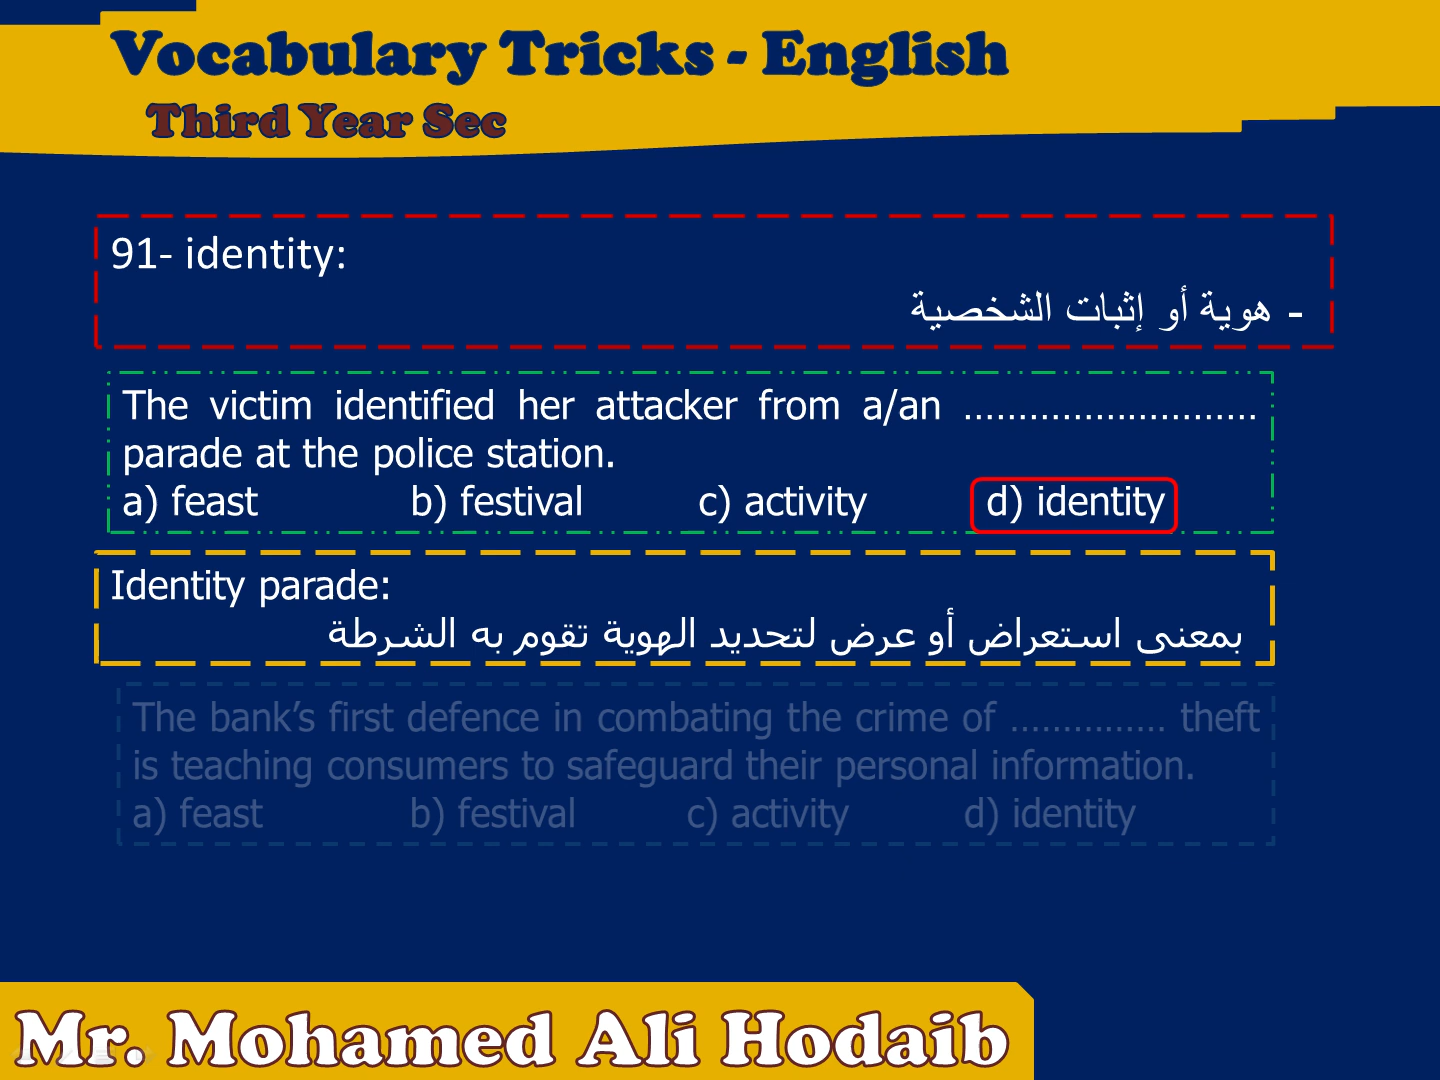 Vocabulary Tricks - English
Third Year Sec
91- identity:
- هوية أو إثبات الشخصية
The victim identified her attacker from a/an ………………………
parade at the police station.
a) feast b) festival c) activity d) identity
Identity parade:
بمعنى استعراض أو عرض لتحديد الهوية تقوم به الشرطة
The bank’s first defence in combating the crime of …………… theft
is teaching consumers to safeguard their personal information.
a) feast b) festival c) activity d) identity
Mr. Mohamed Ali Hodaib